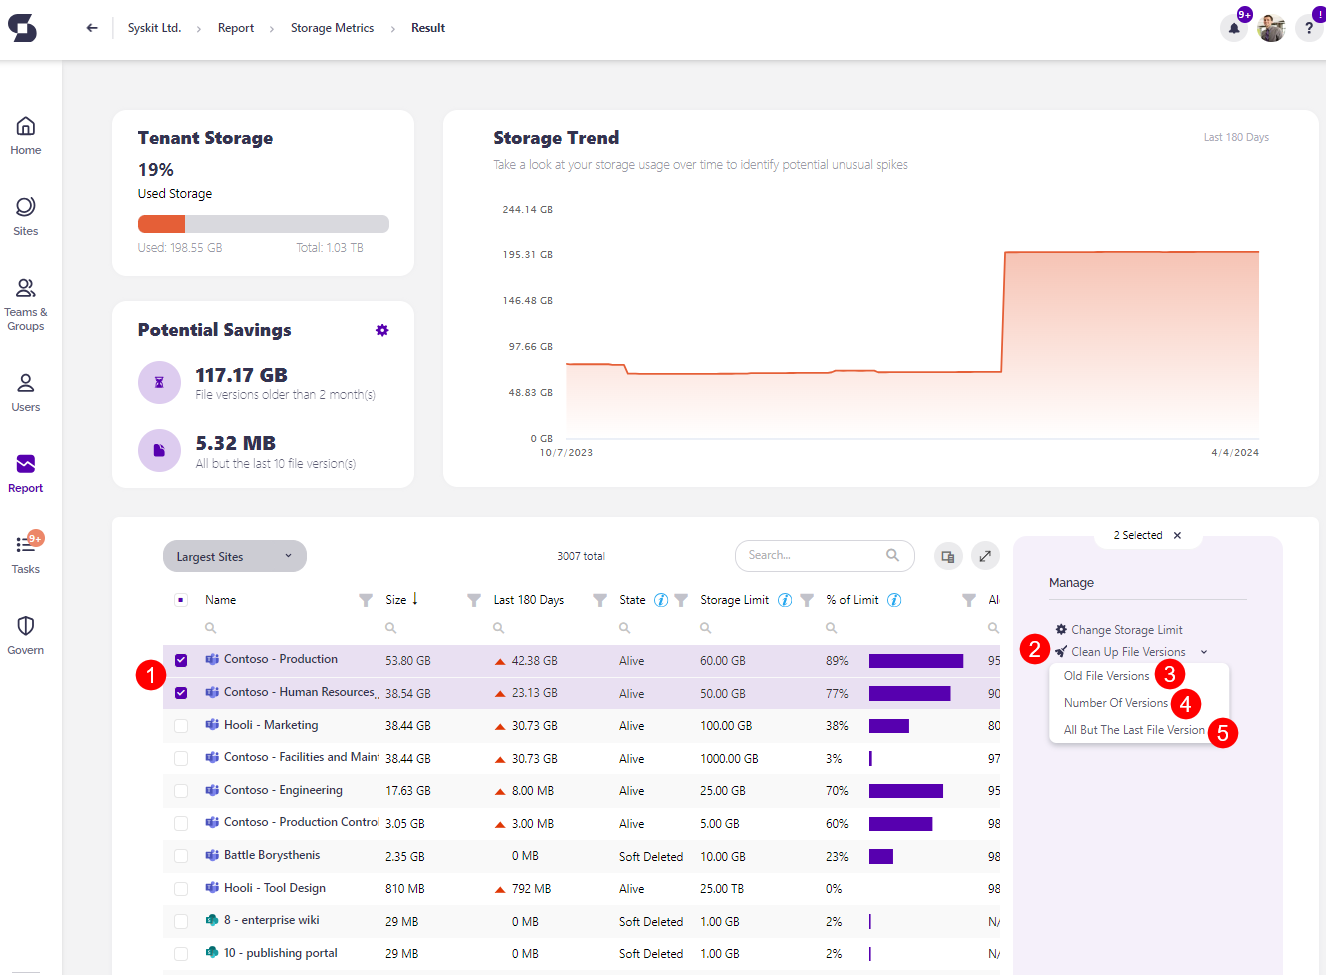 Syskit Ltd. > Report > Storage Metrics > Result
9+
!
?
Home
Sites
Teams &
Groups
Users
Report
9+
Tasks
Govern
Tenant Storage
19%
Used Storage
Used: 198.55 GB Total: 1.03 TB
Potential Savings
117.17 GB
File versions older than 2 month(s)
5.32 MB
All but the last 10 file version(s)
Storage Trend
Last 180 Days
Take a look at your storage usage over time to identify potential unusual spikes
244.14 GB
195.31 GB
146.48 GB
97.66 GB
48.83 GB
0 GB
10/7/2023 4/4/2024
Largest Sites
3007 total
Search...
Name Size Last 180 Days State Storage Limit % of Limit Al
Contoso - Production 53.80 GB 42.38 GB Alive 60.00 GB 89% 95
1
Contoso - Human Resources... 38.54 GB 23.13 GB Alive 50.00 GB 77% 90
Hooli - Marketing 38.44 GB 30.73 GB Alive 100.00 GB 38% 80
Contoso - Facilities and Main 38.44 GB 30.73 GB Alive 1000.00 GB 3% 97
Contoso - Engineering 17.63 GB 8.00 MB Alive 25.00 GB 70% 95
Contoso - Production Contro 3.05 GB 3.00 MB Alive 5.00 GB 60% 98
Battle Borysthenis 2.35 GB 0 MB Soft Deleted 10.00 GB 23% 98
Hooli - Tool Design 810 MB 792 MB Alive 25.00 TB 0% 98
8 - enterprise wiki 29 MB 0 MB Soft Deleted 1.00 GB 2% N/
10 - publishing portal 29 MB 0 MB Soft Deleted 1.00 GB 2% N/
2 Selected ×
Manage
Change Storage Limit
2 Clean Up File Versions
Old File Versions 3
Number Of Versions 4
All But The Last File Version 5